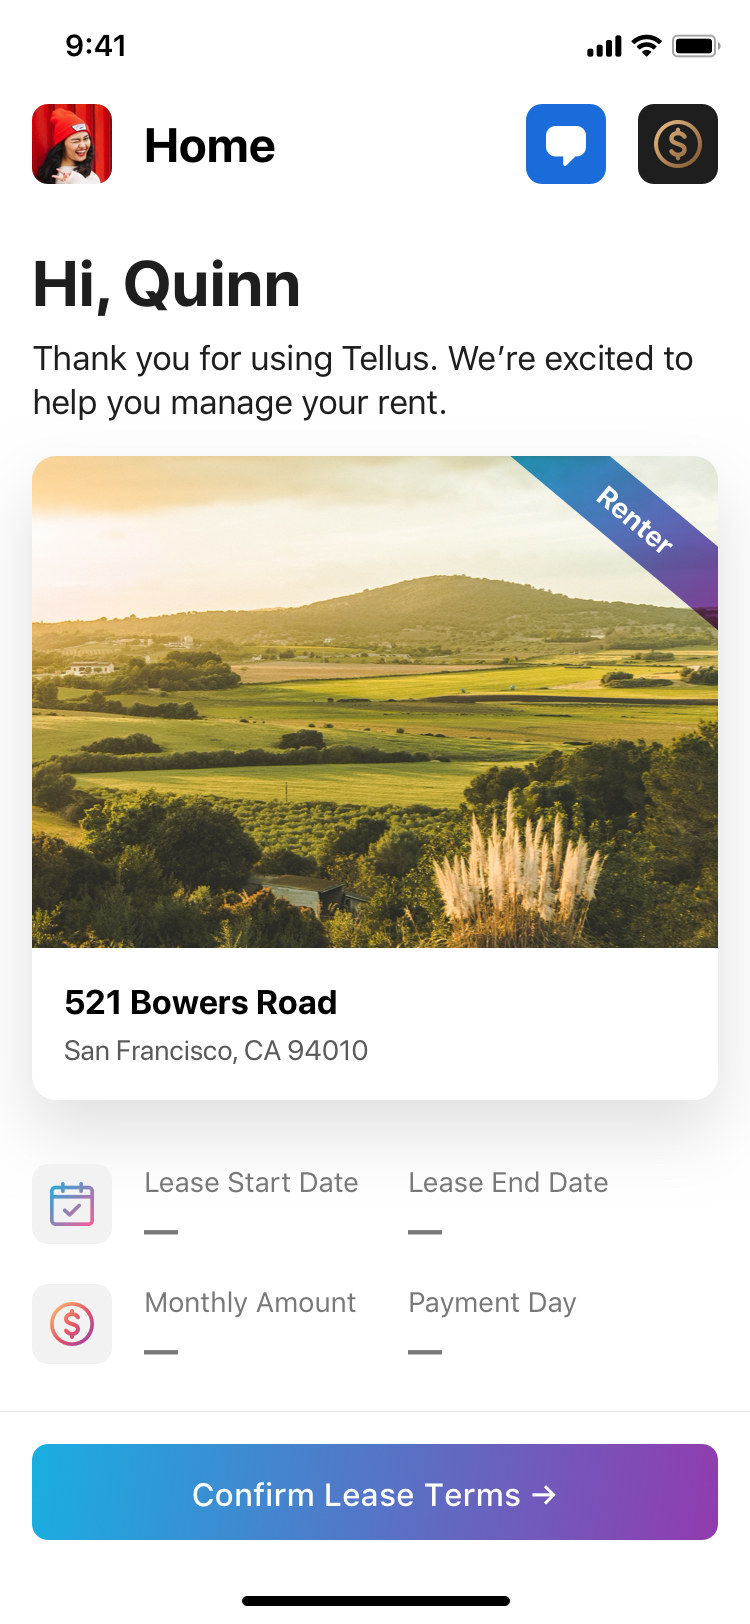 9:41
Home
Hi, Quinn
Thank you for using Tellus. We’re excited to
help you manage your rent.
Renter
521 Bowers Road
San Francisco, CA 94010
Lease Start Date
Lease End Date
—
—
Monthly Amount
Payment Day
—
—
Confirm Lease Terms →